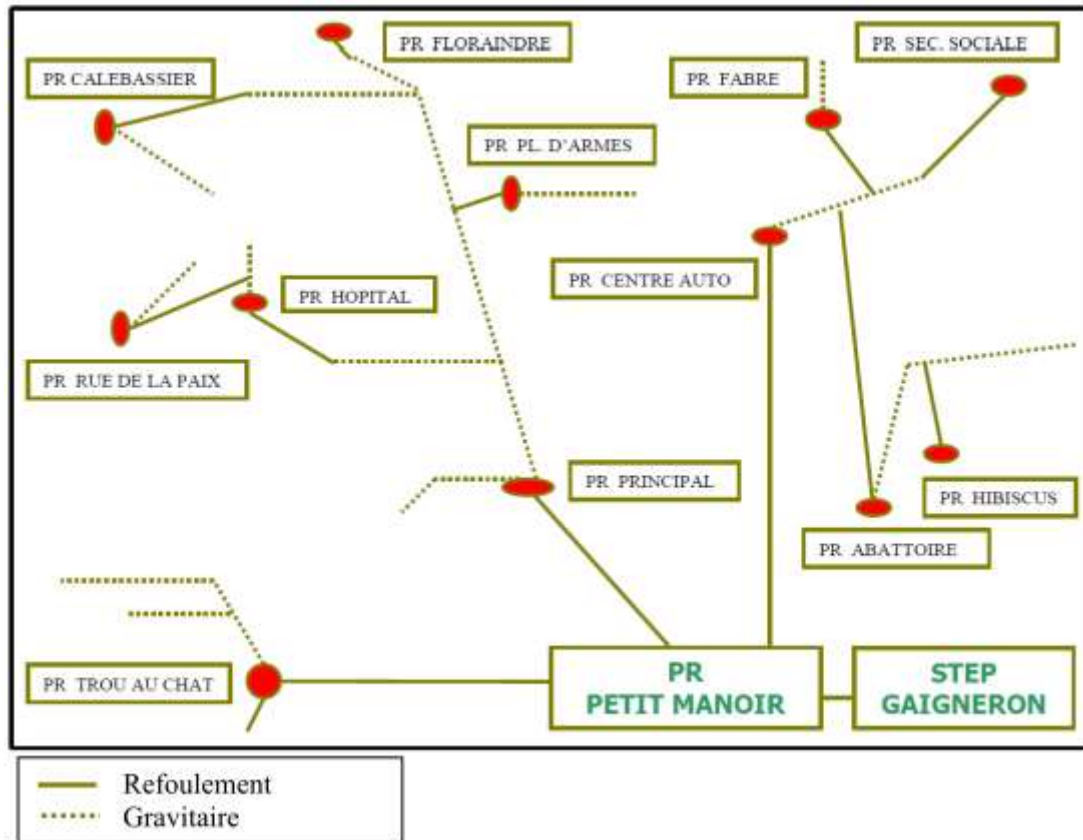 PR FLORAINDRE
PR SEC. SOCIALE
PR CALEBASSIER
PR FABRE
PR PL. D'ARMES
PR CENTRE AUTO
PR HOPITAL
PR RUE DE LA PAIX
PR PRINCIPAL
PR HIBISCUS
PR ABATTOIRE
PR TROU AU CHAT
PR
PETIT MANOIR
STEP
GAIGNERON
Refoulement
Gravitaire